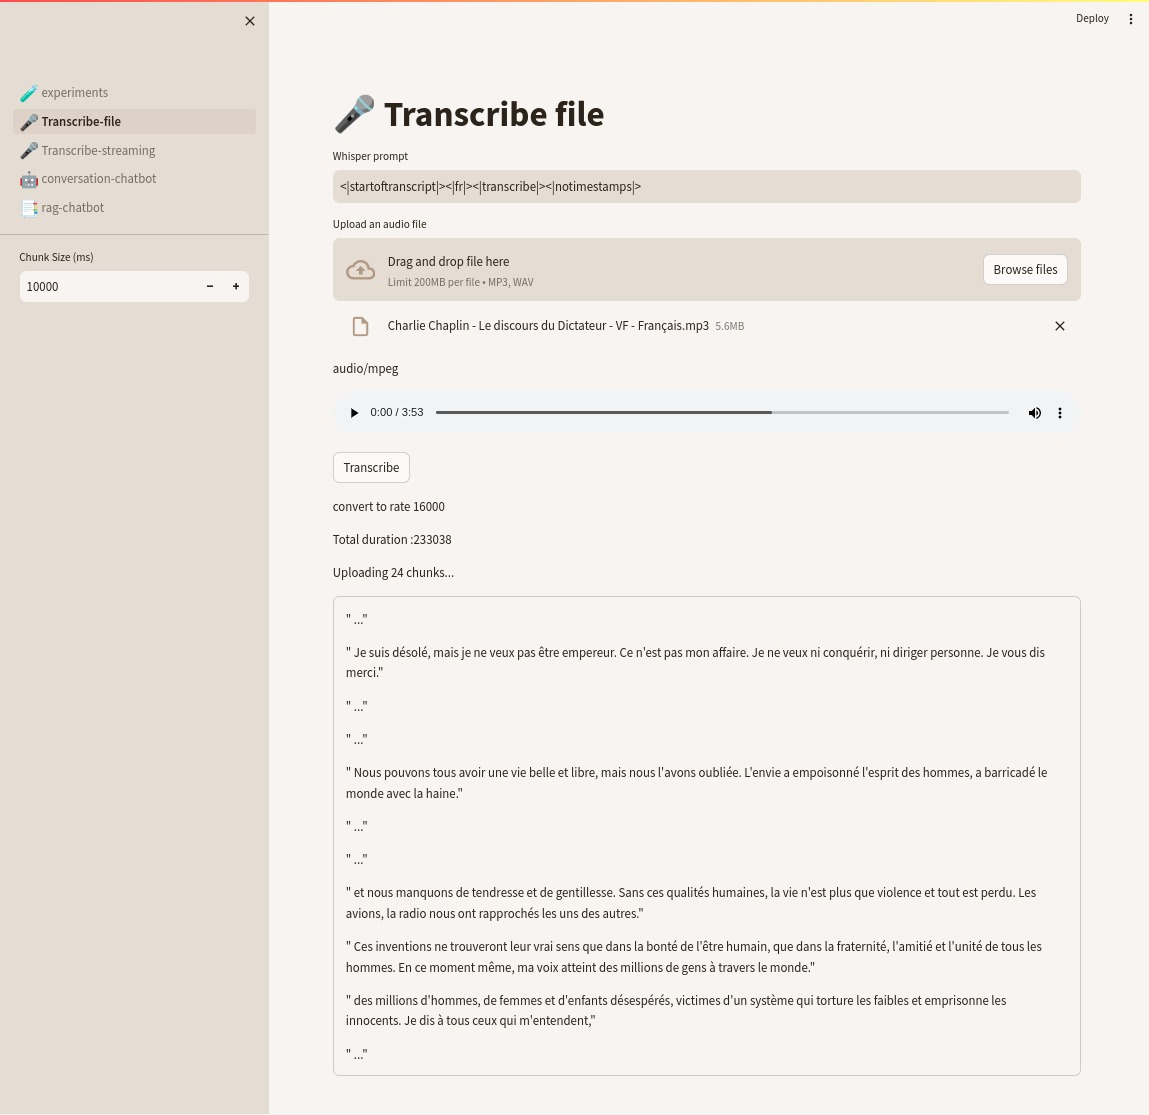 Deploy
experiments
Transcribe-file
Transcribe-streaming
conversation-chatbot
rag-chatbot
Chunk Size (ms)
10000
Transcribe file
Whisper prompt
<|startoftranscript|><|fr|><|transcribe|><|notimestamps|>
Upload an audio file
Drag and drop file here
Limit 200MB per file • MP3, WAV
Browse files
Charlie Chaplin - Le discours du Dictateur - VF - Français.mp3 5.6MB
audio/mpeg
0:00 / 3:53
Transcribe
convert to rate 16000
Total duration :233038
Uploading 24 chunks...
" ..."
" Je suis désolé, mais je ne veux pas être empereur. Ce n'est pas mon affaire. Je ne veux ni conquérir, ni diriger personne. Je vous dis
merci."
" ..."
" ..."
" Nous pouvons tous avoir une vie belle et libre, mais nous l'avons oubliée. L'envie a empoisonné l'esprit des hommes, a barricadé le
monde avec la haine."
" ..."
" ..."
" et nous manquons de tendresse et de gentillesse. Sans ces qualités humaines, la vie n'est plus que violence et tout est perdu. Les
avions, la radio nous ont rapprochés les uns des autres."
" Ces inventions ne trouveront leur vrai sens que dans la bonté de l'être humain, que dans la fraternité, l'amitié et l'unité de tous les
hommes. En ce moment même, ma voix atteint des millions de gens à travers le monde."
" des millions d'hommes, de femmes et d'enfants désespérés, victimes d'un système qui torture les faibles et emprisonne les
innocents. Je dis à tous ceux qui m'entendent,"
" ..."